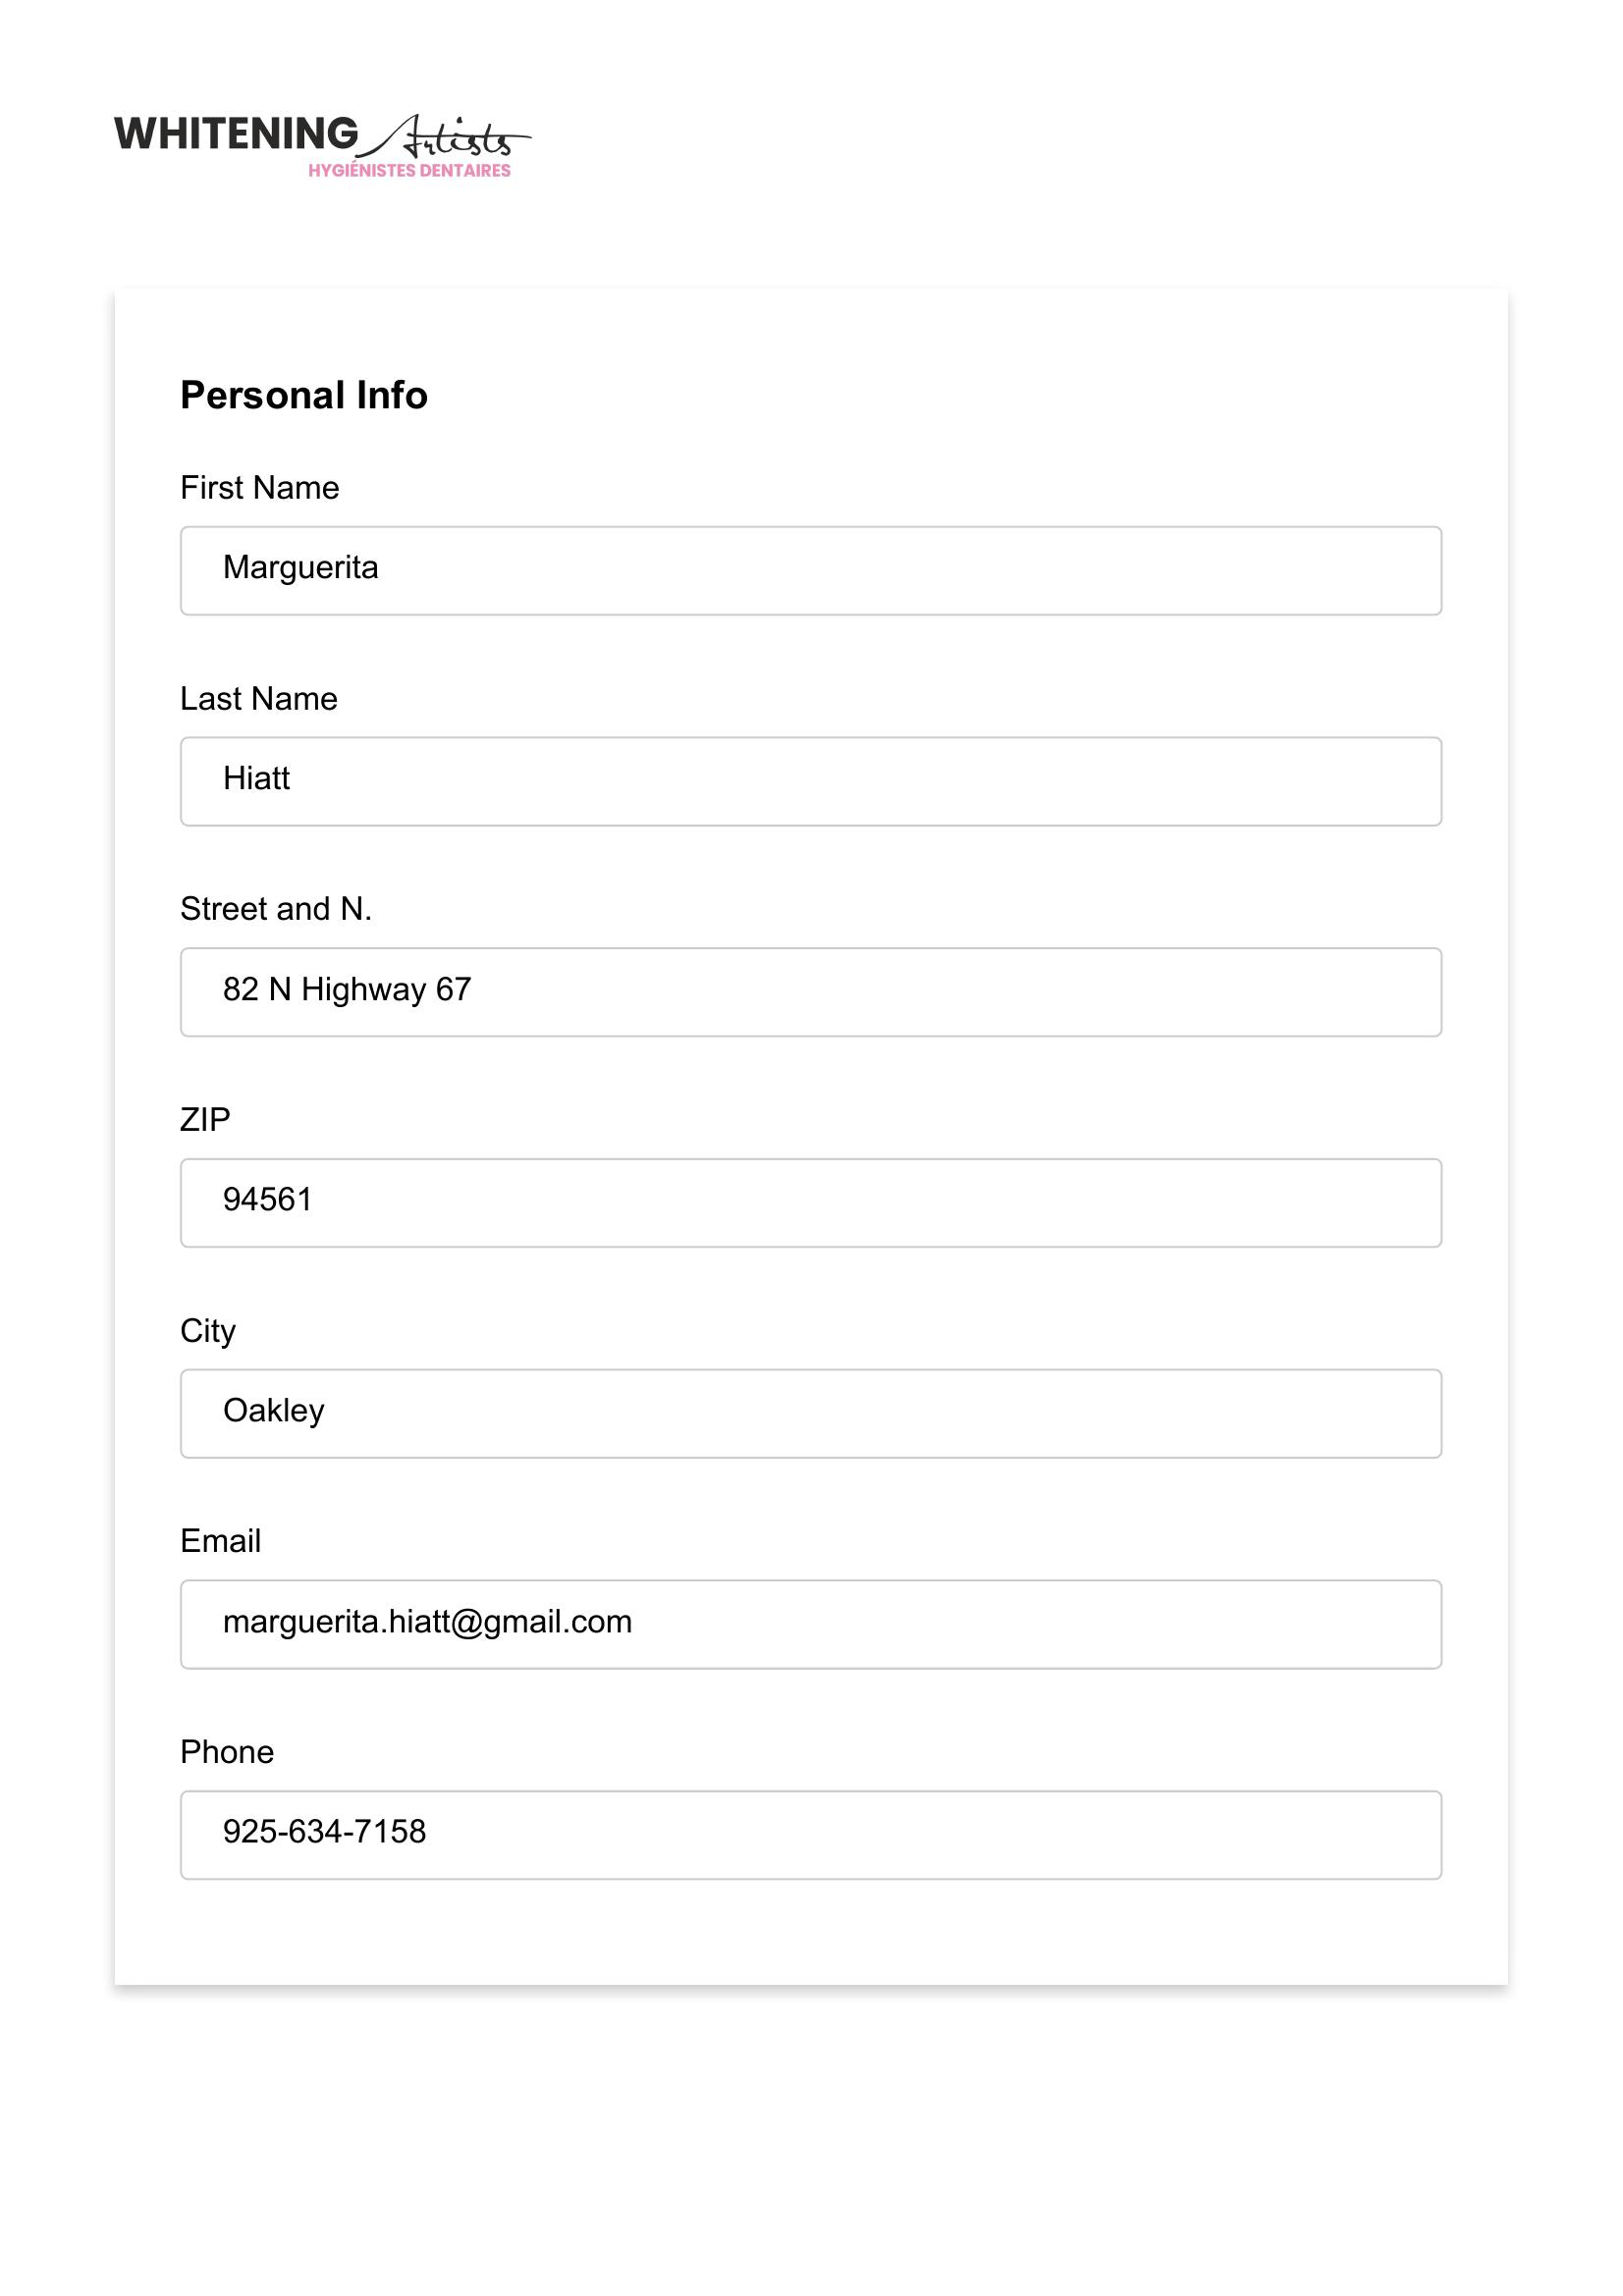 WHITENING Artists
HYGIÉNISTES DENTAIRES
Personal Info
First Name
Marguerita
Last Name
Hiatt
Street and N.
82 N Highway 67
ZIP
94561
City
Oakley
Email
marguerita.hiatt@gmail.com
Phone
925-634-7158